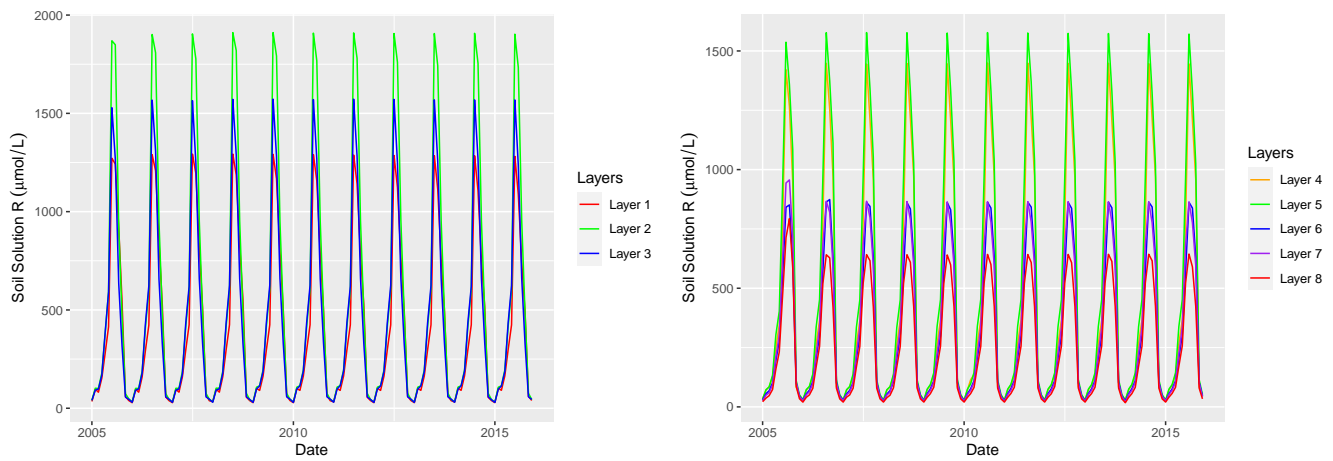 2000
1500
1000
500
0
Soil Solution R (μmol/L)
2005
2010
2015
Date
Layers
Layer 1
Layer 2
Layer 3
1500
1000
500
0
Soil Solution R (μmol/L)
2005
2010
2015
Date
Layers
Layer 4
Layer 5
Layer 6
Layer 7
Layer 8